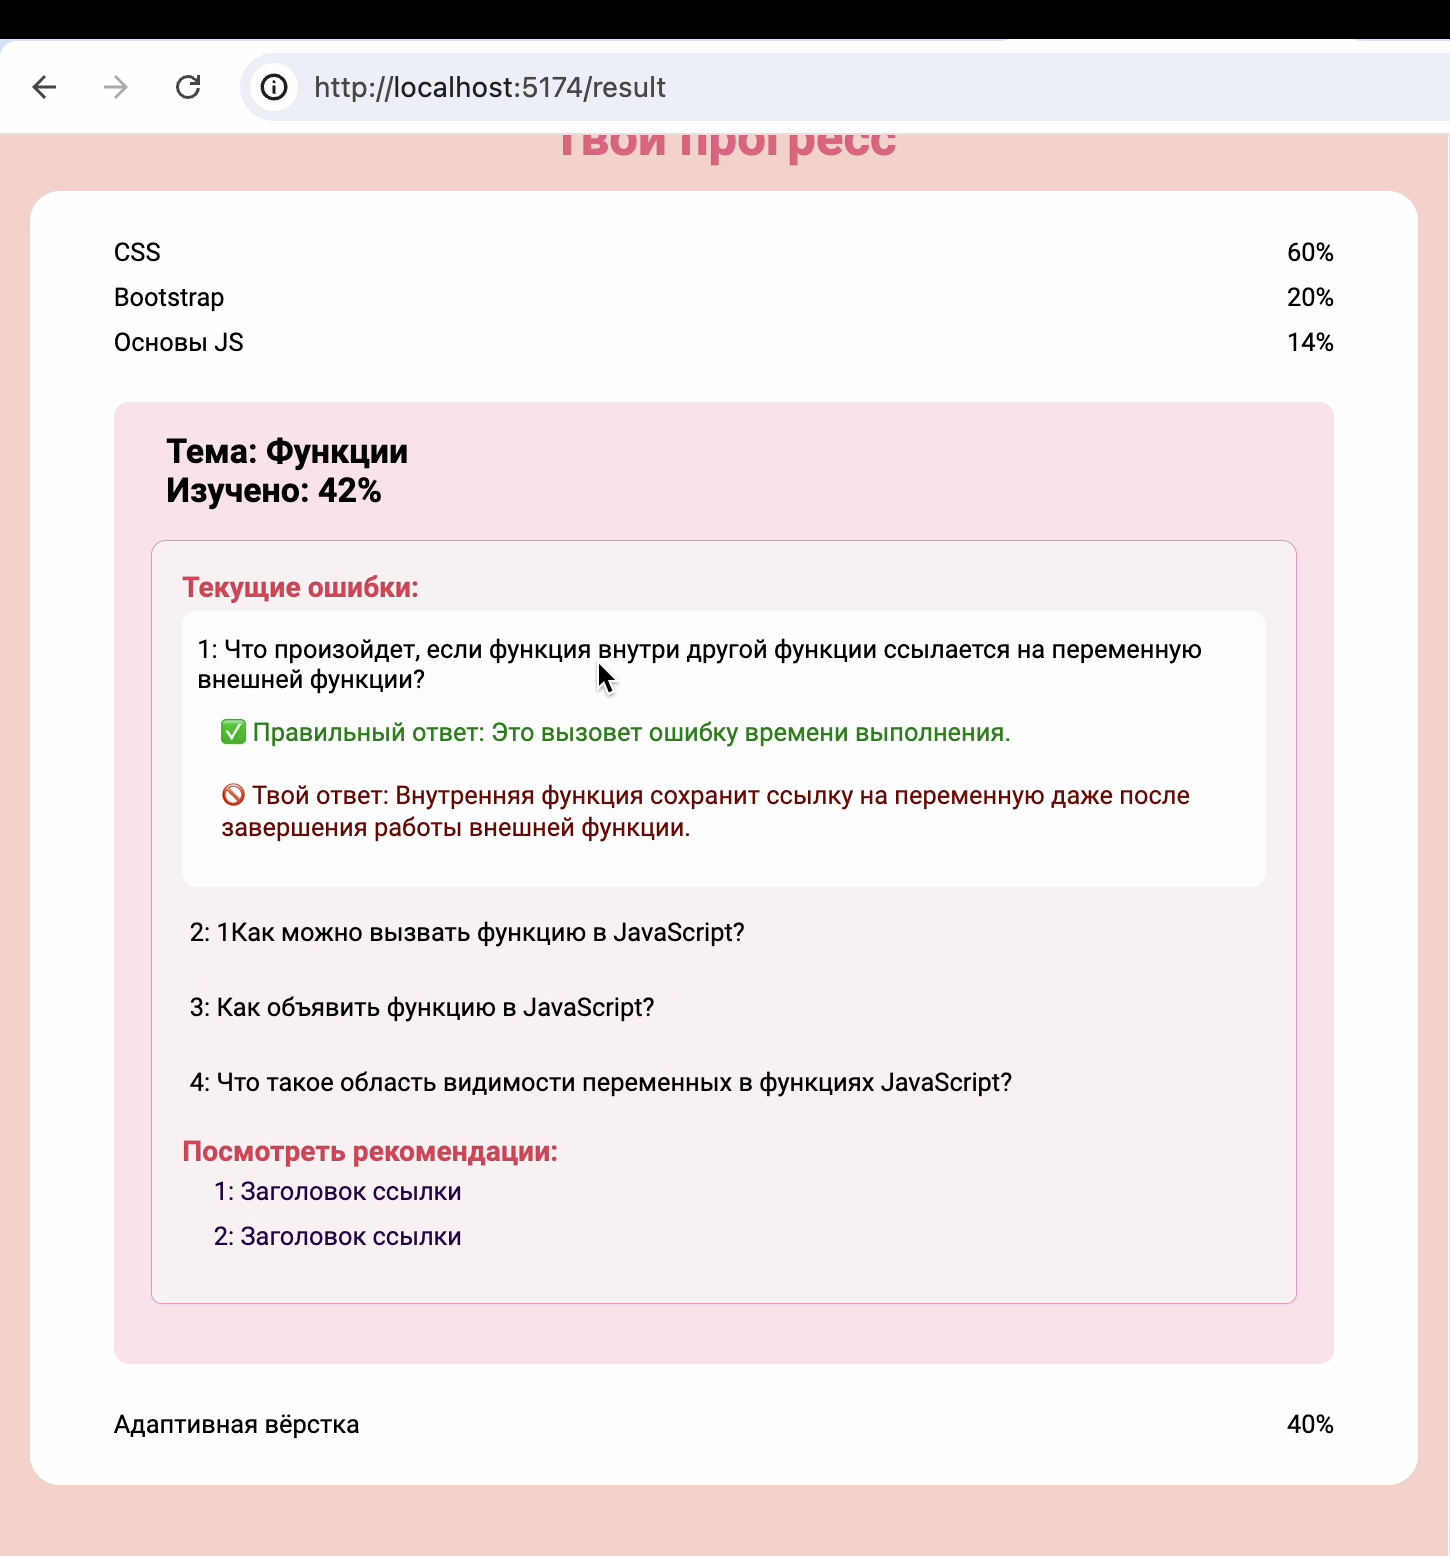 http://localhost:5174/result
Твой прогресс
CSS 60%
Bootstrap 20%
Основы JS 14%
Тема: Функции
Изучено: 42%
Текущие ошибки:
1: Что произойдет, если функция внутри другой функции ссылается на переменную
внешней функции?
✅ Правильный ответ: Это вызовет ошибку времени выполнения.
🚫 Твой ответ: Внутренняя функция сохранит ссылку на переменную даже после
завершения работы внешней функции.
2: 1Как можно вызвать функцию в JavaScript?
3: Как объявить функцию в JavaScript?
4: Что такое область видимости переменных в функциях JavaScript?
Посмотреть рекомендации:
1: Заголовок ссылки
2: Заголовок ссылки
Адаптивная вёрстка 40%